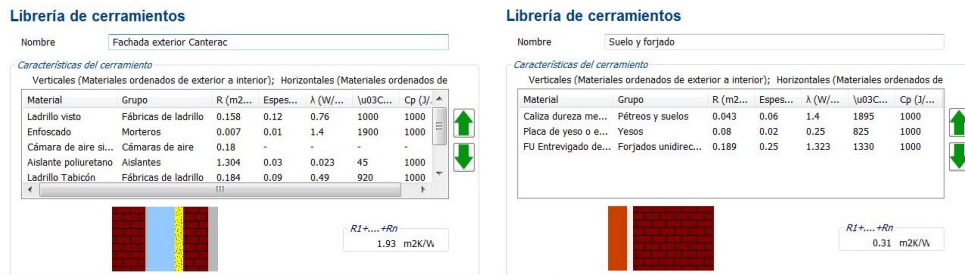 Librería de cerramientos
Nombre Fachada exterior Canterac
Características del cerramiento
Verticales (Materiales ordenados de exterior a interior); Horizontales (Materiales ordenados de
Material Grupo R (m2... Espes... λ (W/... \u03C... Cp (J/.
Ladrillo visto Fábricas de ladrillo 0.158 0.12 0.76 1000 1000
Enfoscado Morteros 0.007 0.01 1.4 1900 1000
Cámara de aire si... Cámaras de aire 0.18 - - - -
Aislante poliuretano Aislantes 1.304 0.03 0.023 45 1000
Ladrillo Tabicón Fábricas de ladrillo 0.184 0.09 0.49 920 1000
R1+....+Rn
1.93 m2K/W
Librería de cerramientos
Nombre Suelo y forjado
Características del cerramiento
Verticales (Materiales ordenados de exterior a interior); Horizontales (Materiales ordenados de
Material Grupo R (m2... Espes... λ (W/... \u03C... Cp (J/...
Caliza dureza me... Pétreos y suelos 0.043 0.06 1.4 1895 1000
Placa de yeso o e... Yesos 0.08 0.02 0.25 825 1000
FU Entrevigado de... Forjados unidirec... 0.189 0.25 1.323 1330 1000
R1+....+Rn
0.31 m2K/W